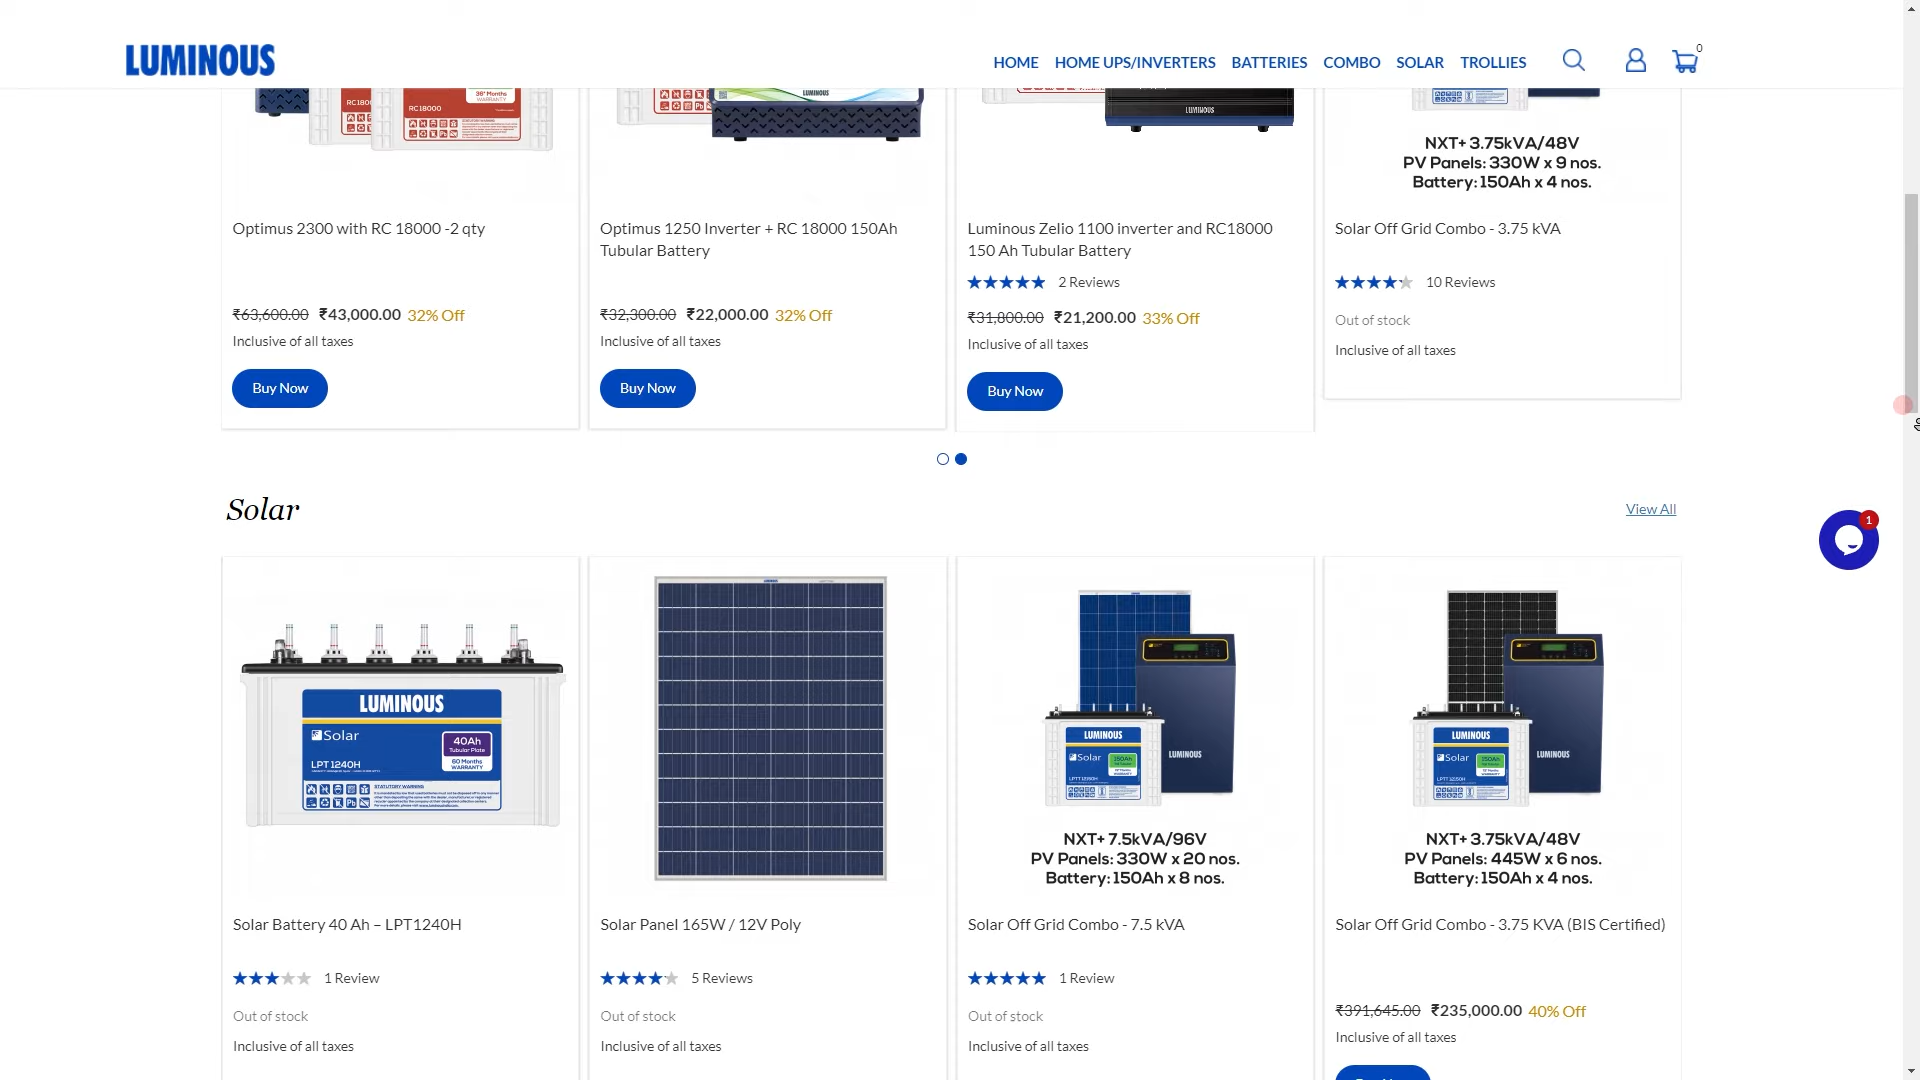 LUMINOUS
HOME HOME UPS/INVERTERS BATTERIES COMBO SOLAR TROLLIES
0
RC180
RC18000
36* Months
WARRANTY
LUMINOUS
LUMINOUS
NXT+ 3.75kVA/48V
PV Panels: 330W x 9 nos.
Battery: 150Ah x 4 nos.
Optimus 2300 with RC 18000 -2 qty
₹63,600.00 ₹43,000.00 32% Off
Inclusive of all taxes
Buy Now
Optimus 1250 Inverter + RC 18000 150Ah
Tubular Battery
₹32,300.00 ₹22,000.00 32% Off
Inclusive of all taxes
Buy Now
Luminous Zelio 1100 inverter and RC18000
150 Ah Tubular Battery
2 Reviews
₹31,800.00 ₹21,200.00 33% Off
Inclusive of all taxes
Buy Now
Solar Off Grid Combo - 3.75 kVA
10 Reviews
Out of stock
Inclusive of all taxes
Solar
View All
1
LUMINOUS
Solar
40Ah
Tubular Plate
60 Months
WARRANTY
LPT 1240H
STATUTORY WARNING
Solar Battery 40 Ah – LPT1240H
1 Review
Out of stock
Inclusive of all taxes
Solar Panel 165W / 12V Poly
5 Reviews
Out of stock
Inclusive of all taxes
LUMINOUS
Solar
150Ah
LUMINOUS
NXT+ 7.5kVA/96V
PV Panels: 330W x 20 nos.
Battery: 150Ah x 8 nos.
Solar Off Grid Combo - 7.5 kVA
1 Review
Out of stock
Inclusive of all taxes
LUMINOUS
Solar
150Ah
LUMINOUS
NXT+ 3.75kVA/48V
PV Panels: 445W x 6 nos.
Battery: 150Ah x 4 nos.
Solar Off Grid Combo - 3.75 KVA (BIS Certified)
₹391,645.00 ₹235,000.00 40% Off
Inclusive of all taxes